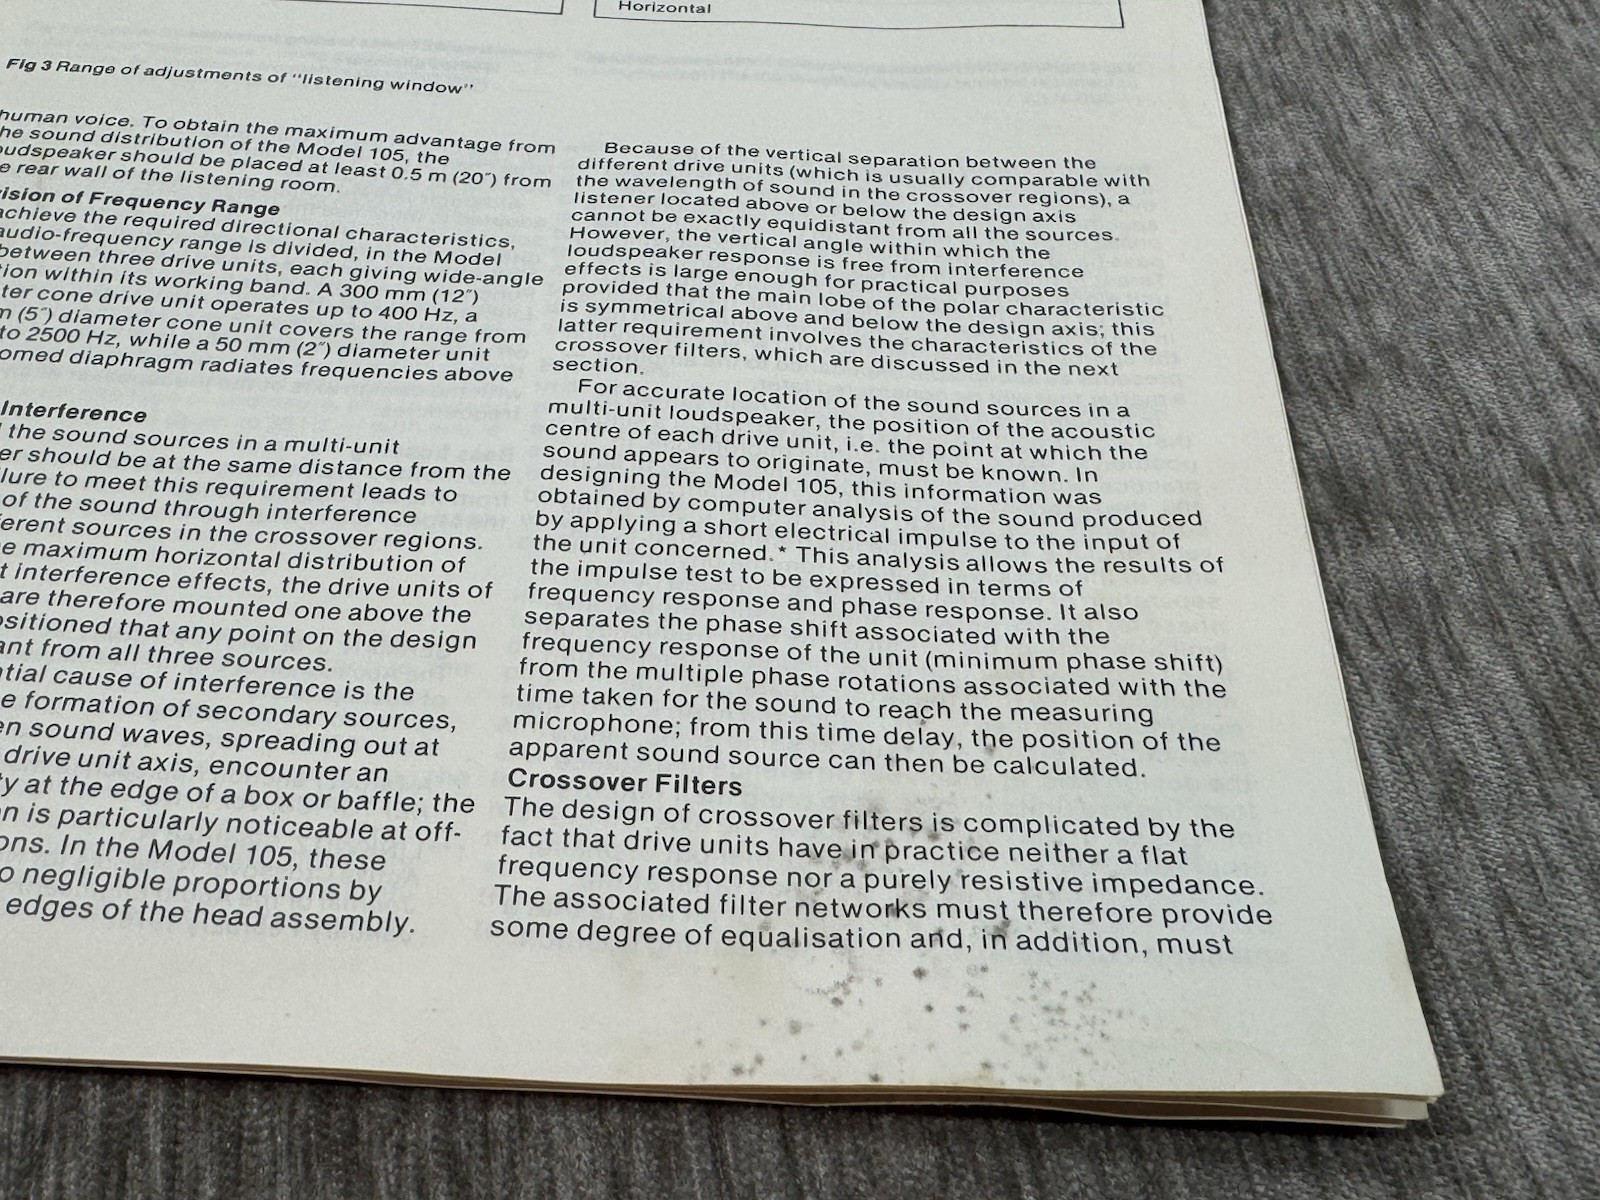 Horizontal
Fig 3 Range of adjustments of "listening window"
human voice. To obtain the maximum advantage from
he sound distribution of the Model 105, the
oudspeaker should be placed at least 0.5 m (20″) from
e rear wall of the listening room.
ision of Frequency Range
achieve the required directional characteristics,
audio-frequency range is divided, in the Model
between three drive units, each giving wide-angle
tion within its working band. A 300 mm (12″)
ter cone drive unit operates up to 400 Hz, a
m (5″) diameter cone unit covers the range from
to 2500 Hz, while a 50 mm (2″) diameter unit
omed diaphragm radiates frequencies above
Interference
the sound sources in a multi-unit
er should be at the same distance from the
lure to meet this requirement leads to
of the sound through interference
erent sources in the crossover regions.
e maximum horizontal distribution of
t interference effects, the drive units of
are therefore mounted one above the
ositioned that any point on the design
ant from all three sources.
tial cause of interference is the
e formation of secondary sources,
en sound waves, spreading out at
drive unit axis, encounter an
y at the edge of a box or baffle; the
n is particularly noticeable at off-
ons. In the Model 105, these
o negligible proportions by
edges of the head assembly.
Because of the vertical separation between the
different drive units (which is usually comparable with
the wavelength of sound in the crossover regions), a
listener located above or below the design axis
cannot be exactly equidistant from all the sources.
However, the vertical angle within which the
loudspeaker response is free from interference
effects is large enough for practical purposes
provided that the main lobe of the polar characteristic
is symmetrical above and below the design axis; this
latter requirement involves the characteristics of the
crossover filters, which are discussed in the next
section.
For accurate location of the sound sources in a
multi-unit loudspeaker, the position of the acoustic
centre of each drive unit, i.e. the point at which the
sound appears to originate, must be known. In
designing the Model 105, this information was
obtained by computer analysis of the sound produced
by applying a short electrical impulse to the input of
the unit concerned.* This analysis allows the results of
the impulse test to be expressed in terms of
frequency response and phase response. It also
separates the phase shift associated with the
frequency response of the unit (minimum phase shift)
from the multiple phase rotations associated with the
time taken for the sound to reach the measuring
microphone; from this time delay, the position of the
apparent sound source can then be calculated.
Crossover Filters
The design of crossover filters is complicated by the
fact that drive units have in practice neither a flat
frequency response nor a purely resistive impedance.
The associated filter networks must therefore provide
some degree of equalisation and, in addition, must